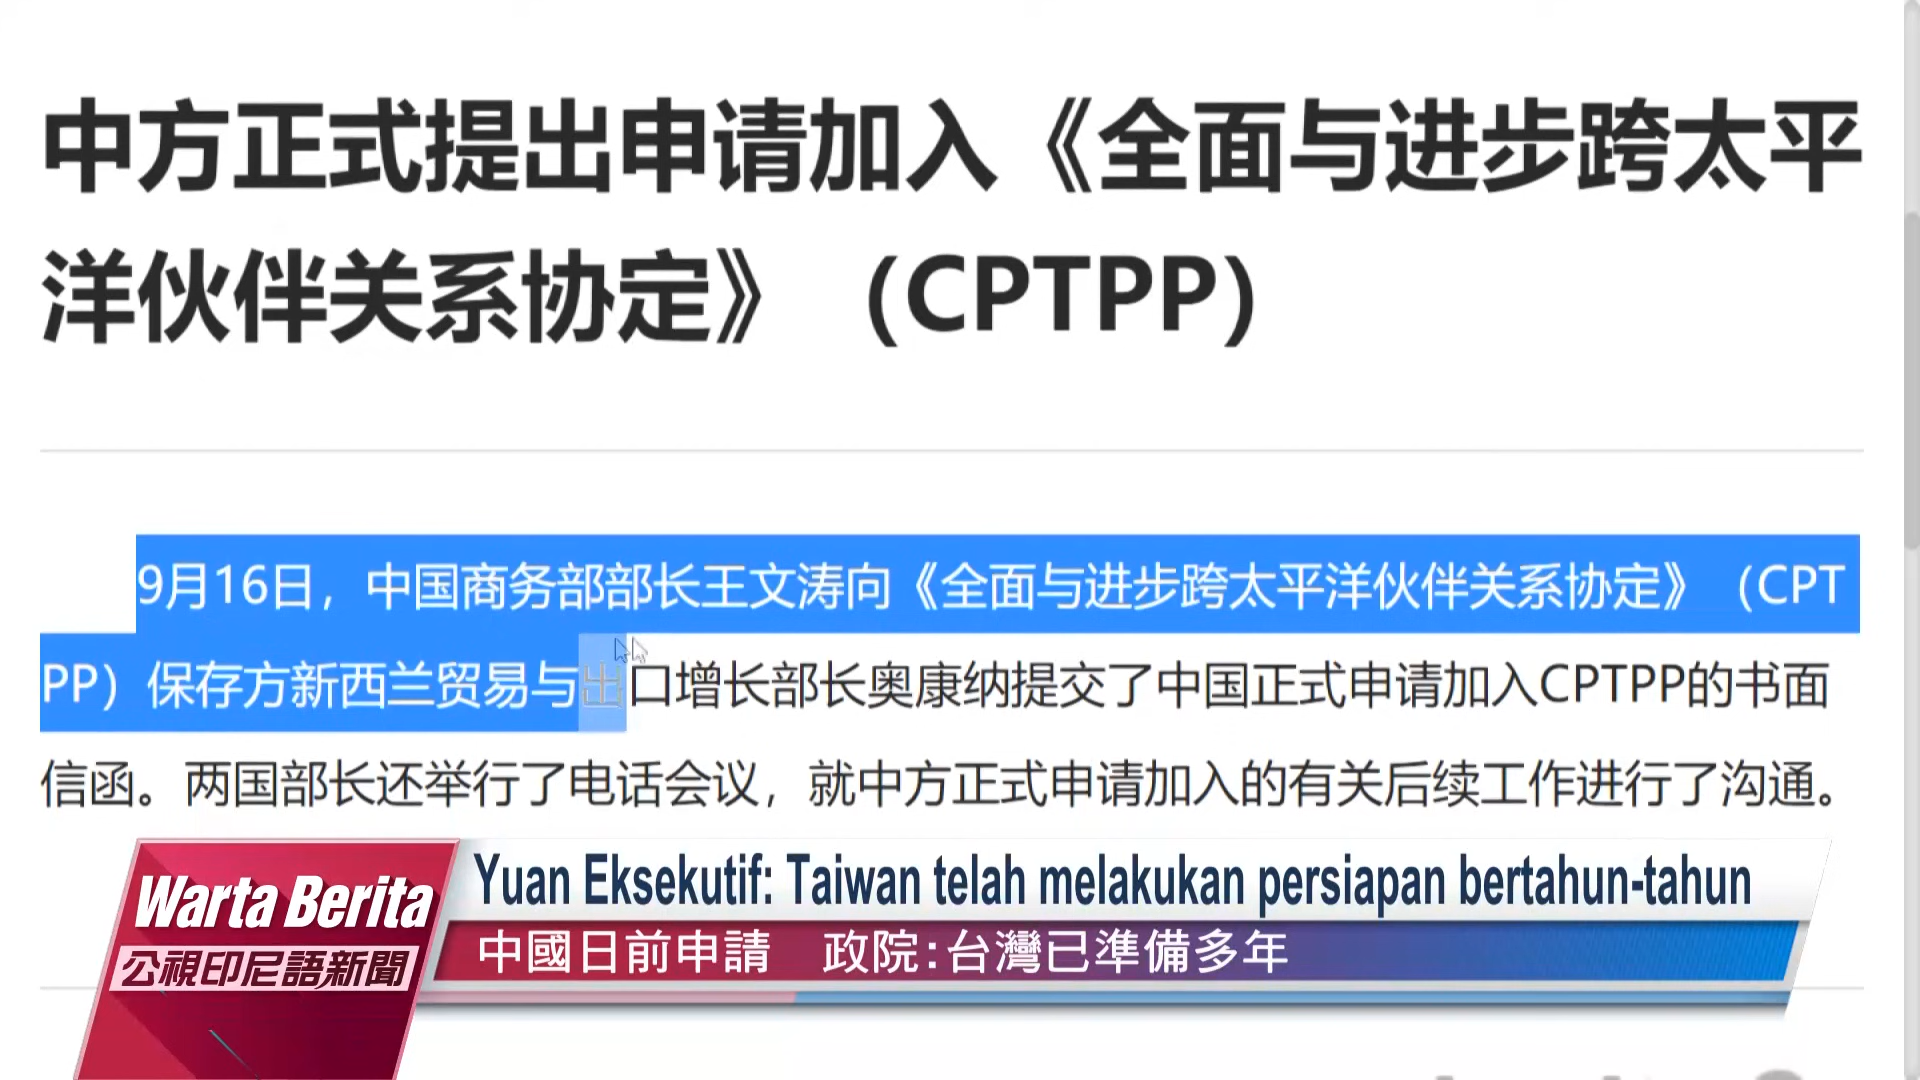 中方正式提出申请加入《全面与进步跨太平
洋伙伴关系协定》（CPTPP）
9月16日，中国商务部部长王文涛向《全面与进步跨太平洋伙伴关系协定》（CPT
PP）保存方新西兰贸易与出口增长部长奥康纳提交了中国正式申请加入CPTPP的书面
信函。两国部长还举行了电话会议，就中方正式申请加入的有关后续工作进行了沟通。
Warta Berita
公視印尼語新聞
Yuan Eksekutif: Taiwan telah melakukan persiapan bertahun-tahun
中國日前申請 政院:台灣已準備多年